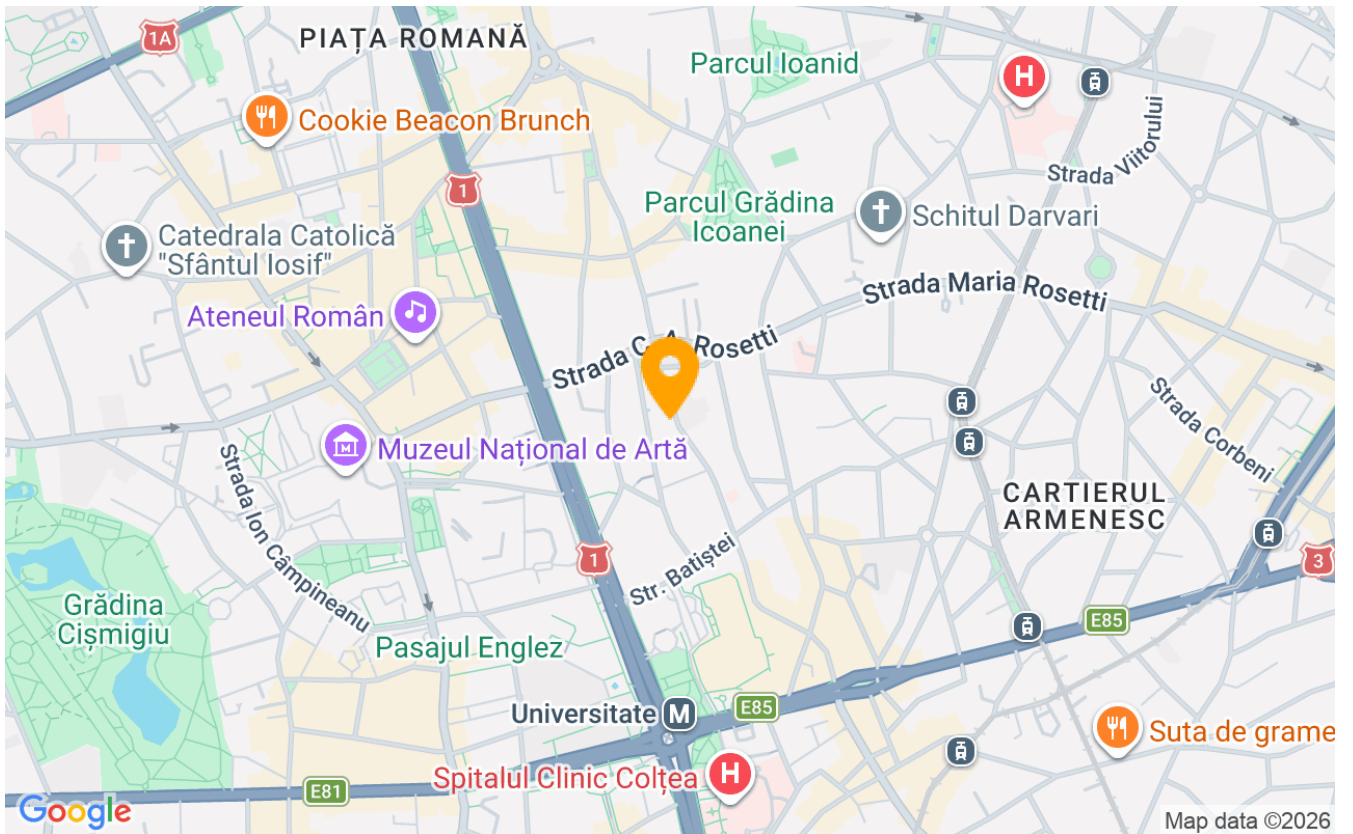 1A
PIAȚA ROMANĂ
Parcul Ioanid
H
Cookie Beacon Brunch
Strada Viitorului
1
Parcul Grădina
Icoanei
Schitul Darvari
Catedrala Catolică
"Sfântul Iosif"
Strada Maria Rosetti
Ateneul Român
Strada C. A. Rosetti
Strada Corbeni
M
Muzeul Național de Artă
Strada Ion Câmpineanu
CARTIERUL
ARMENESC
1
3
Str. Batiștei
Grădina
Cișmigiu
E85
Pasajul Englez
Universitate
M
E85
Suta de grame
Spitalul Clinic Colțea
H
E81
Google
Map data ©2026